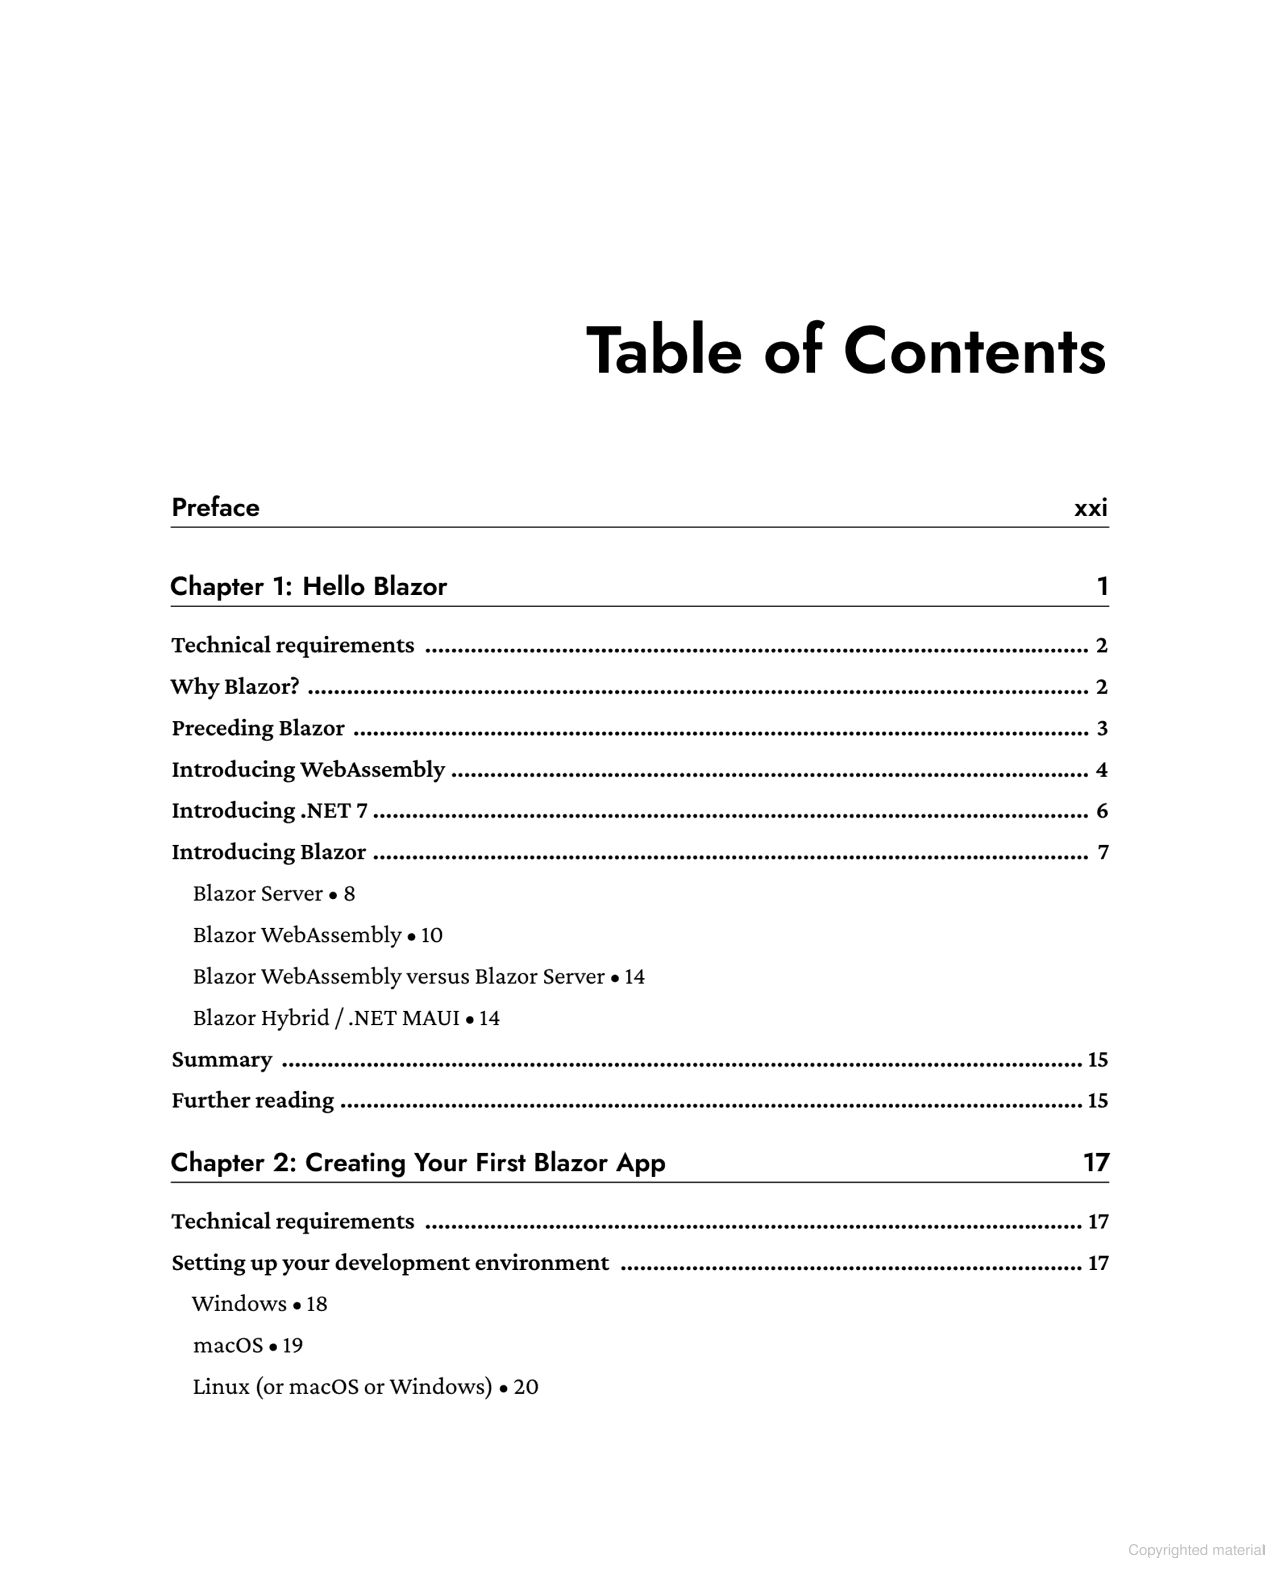 Table of Contents
Preface xxi
Chapter 1: Hello Blazor 1
Technical requirements ........................................................................................................ 2
Why Blazor? ........................................................................................................ 2
Preceding Blazor ........................................................................................................ 3
Introducing WebAssembly ........................................................................................................ 4
Introducing .NET 7 ........................................................................................................ 6
Introducing Blazor ........................................................................................................ 7
Blazor Server • 8
Blazor WebAssembly • 10
Blazor WebAssembly versus Blazor Server • 14
Blazor Hybrid / .NET MAUI • 14
Summary ........................................................................................................ 15
Further reading ........................................................................................................ 15
Chapter 2: Creating Your First Blazor App 17
Technical requirements ........................................................................................................ 17
Setting up your development environment ........................................................................ 17
Windows • 18
macOS • 19
Linux (or macOS or Windows) • 20
Copyrighted material